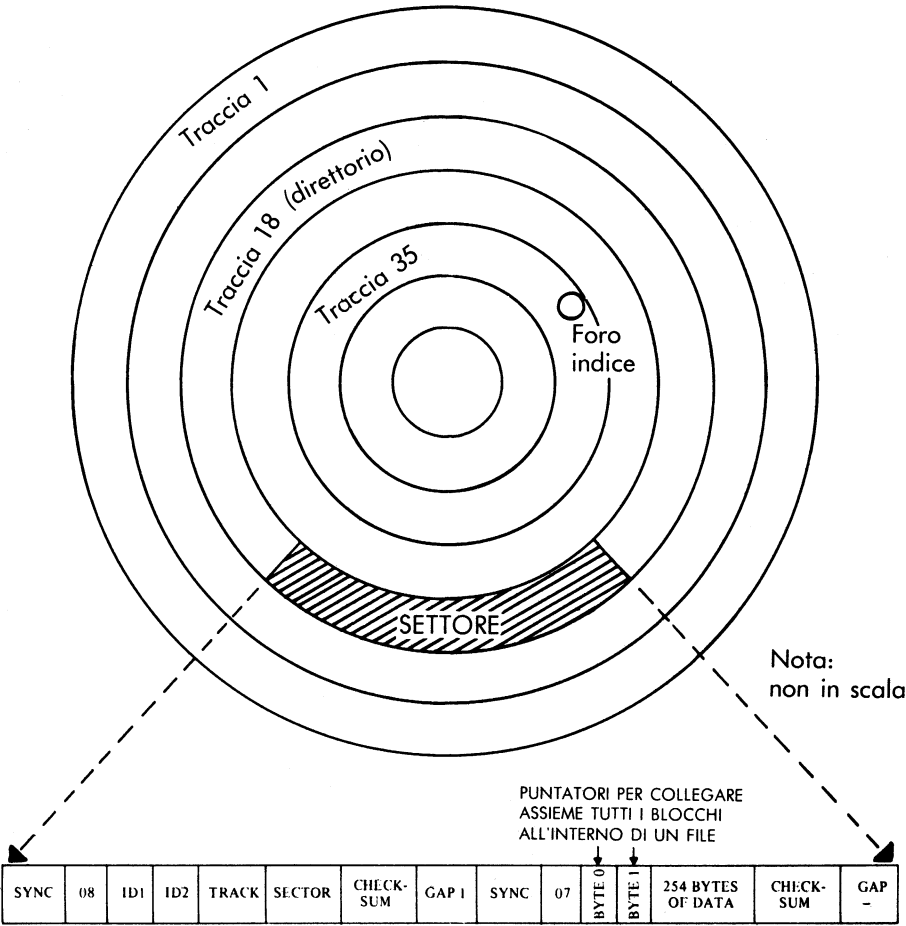 Traccia 1
Traccia 18 (direttorio)
Traccia 35
Foro
indice
SETTORE
Nota:
non in scala
PUNTATORI PER COLLEGARE
ASSIEME TUTTI I BLOCCHI
ALL'INTERNO DI UN FILE
SYNC
08
ID1
ID2
TRACK
SECTOR
CHECK-
SUM
GAP 1
SYNC
07
BYTE 0
BYTE 1
254 BYTES
OF DATA
CHECK-
SUM
GAP